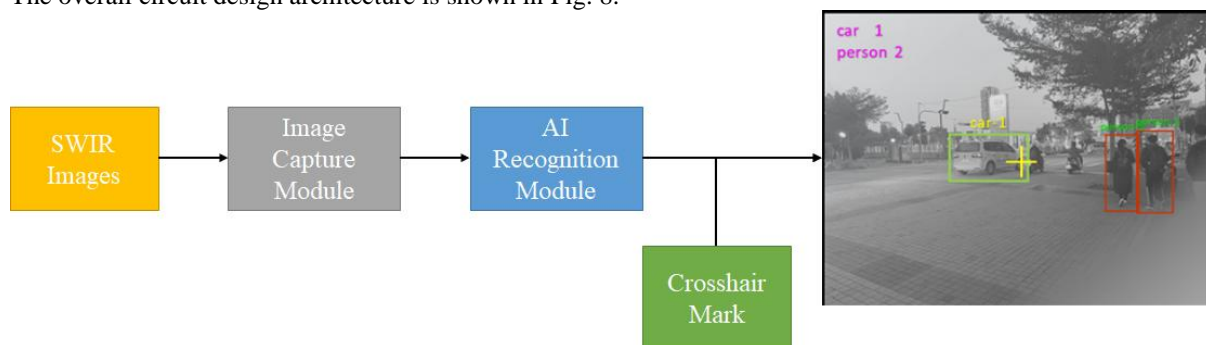 The overall circuit design architecture is shown in Fig. 8.
SWIR
Images
Image
Capture
Module
AI
Recognition
Module
Crosshair
Mark
car 1
person 2
car 1